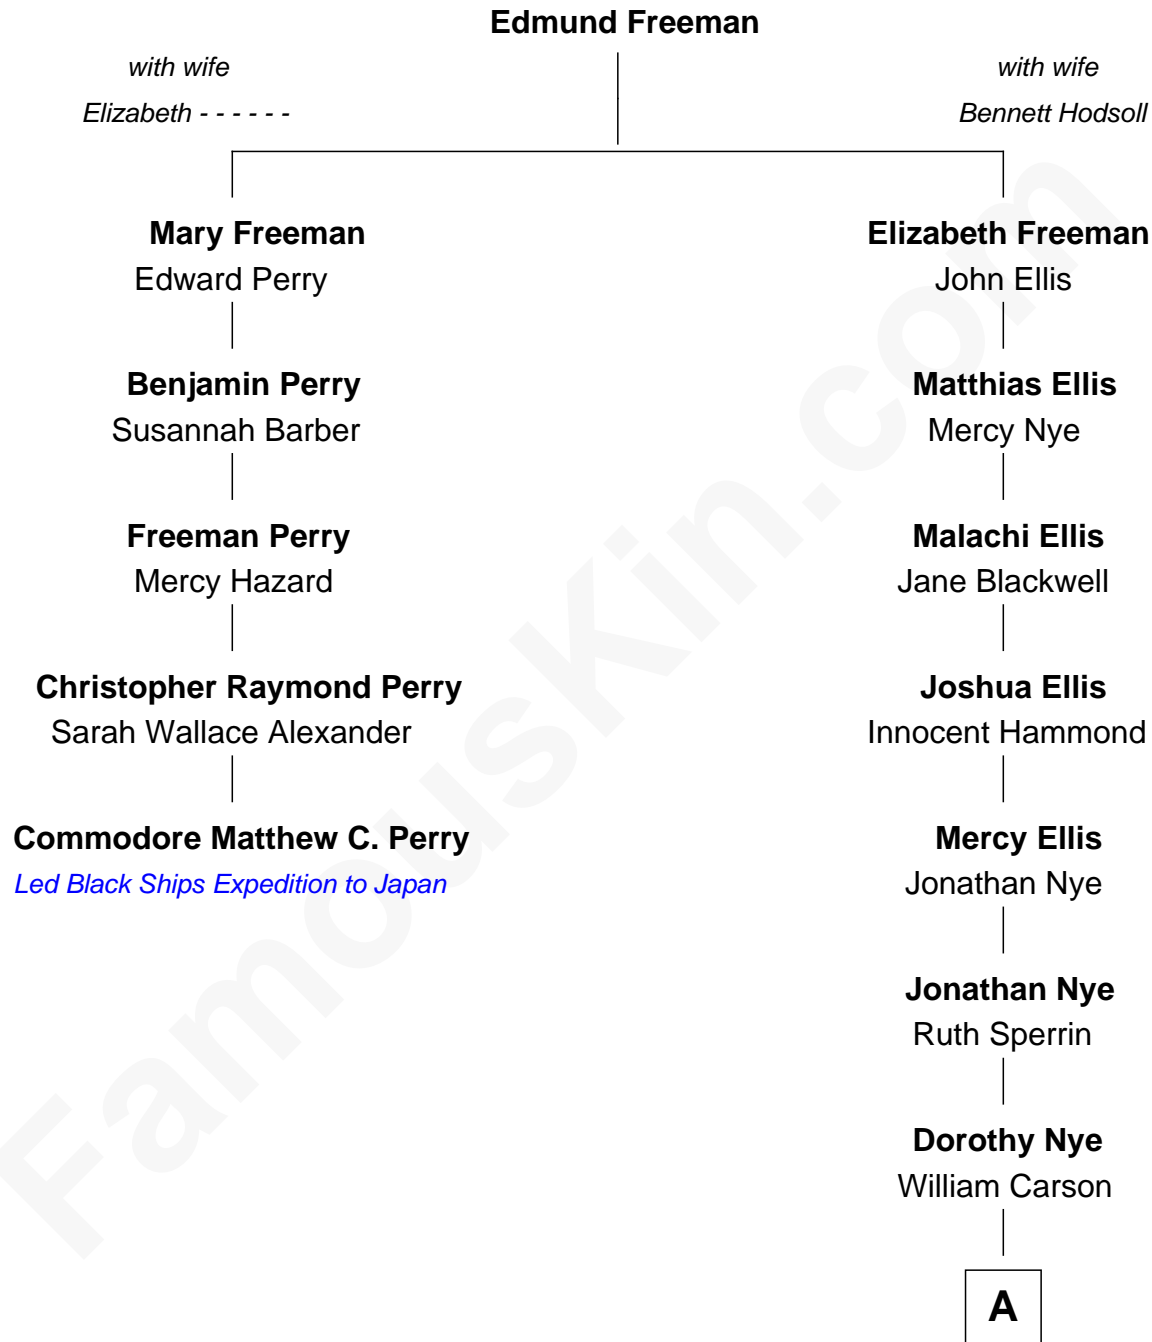 Edmund Freeman
with wife
Elizabeth - - - - - -
with wife
Bennett Hodsoll
Mary Freeman
Edward Perry
Elizabeth Freeman
John Ellis
Benjamin Perry
Susannah Barber
Matthias Ellis
Mercy Nye
Freeman Perry
Mercy Hazard
Malachi Ellis
Jane Blackwell
Christopher Raymond Perry
Sarah Wallace Alexander
Joshua Ellis
Innocent Hammond
Commodore Matthew C. Perry
Led Black Ships Expedition to Japan
Mercy Ellis
Jonathan Nye
Jonathan Nye
Ruth Sperrin
Dorothy Nye
William Carson
A
FamousKin.com